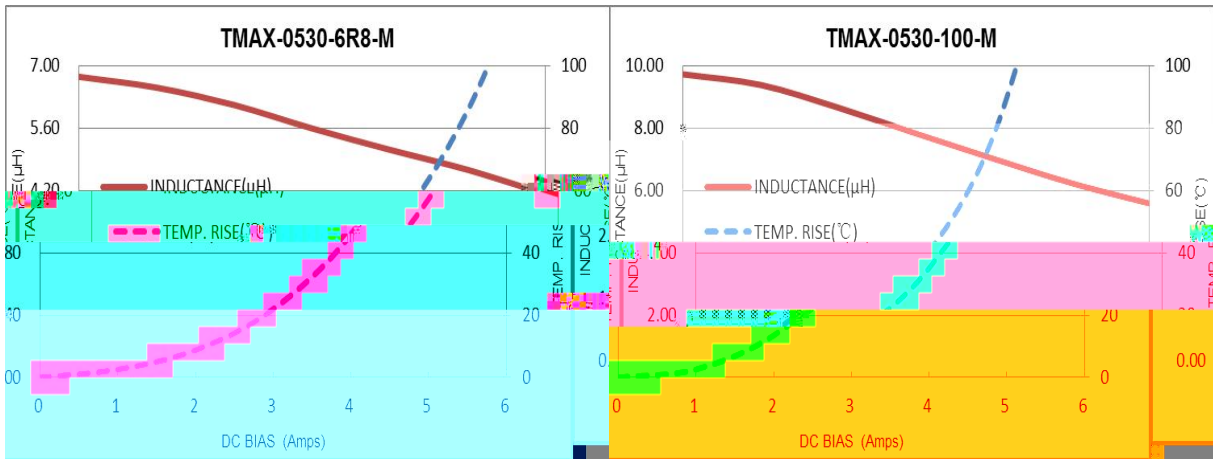 TMAX-0530-6R8-M
7.00
100
5.60
80
4.20
INDUCTANCE(μH)
TEMP. RISE(℃)
40
20
0
0 1 2 3 4 5 6
DC BIAS (Amps)
TMAX-0530-100-M
10.00
100
8.00
80
6.00
60
INDUCTANCE(μH)
TEMP. RISE(℃)
40
2.00
20
0.00
0
0 1 2 3 4 5 6
DC BIAS (Amps)